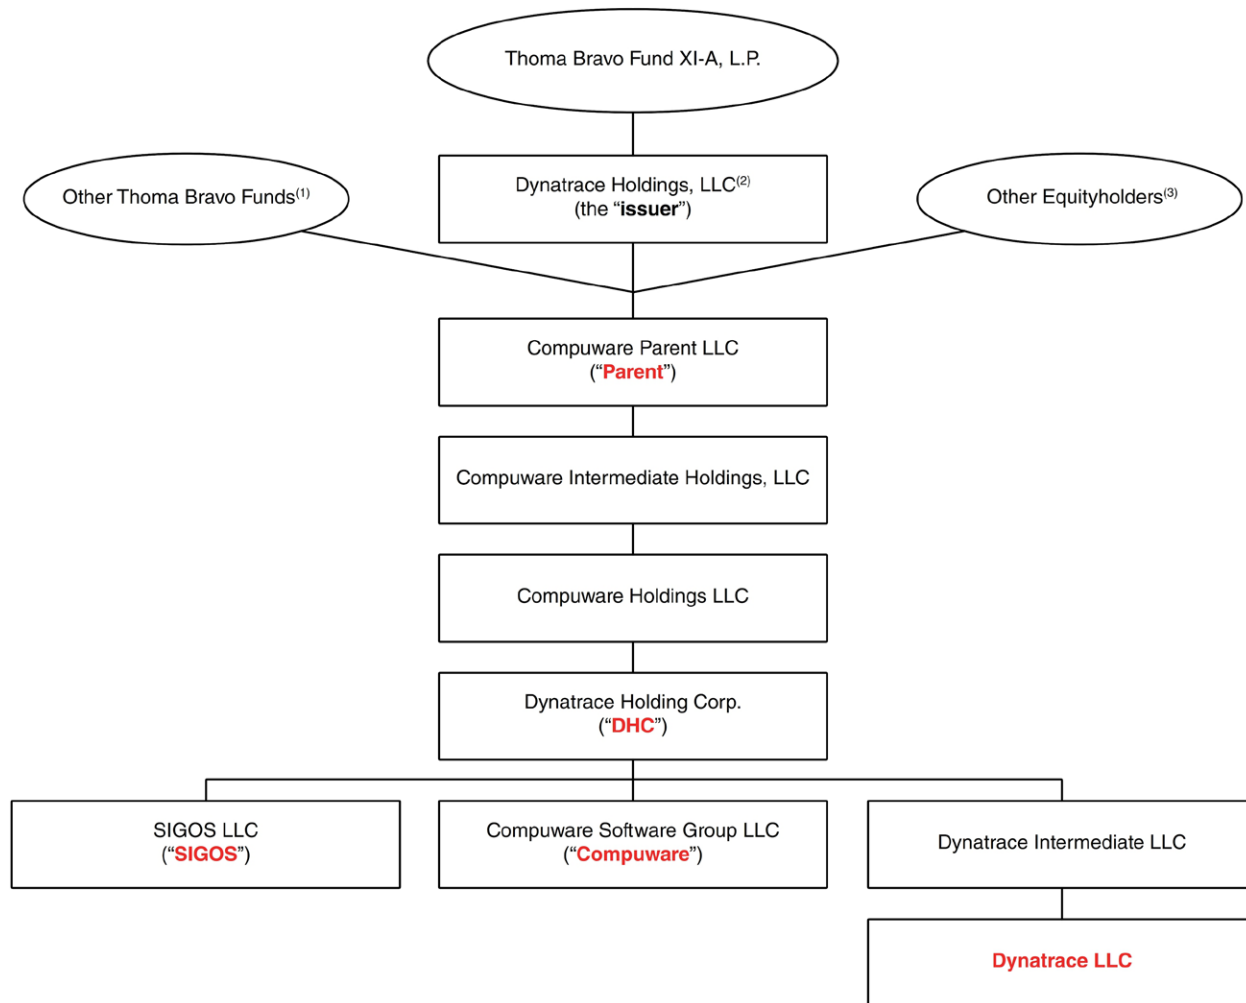 Thoma Bravo Fund XI-A, L.P.
Other Thoma Bravo Funds(1)
Dynatrace Holdings, LLC(2)
(the “issuer”)
Other Equityholders(3)
Compuware Parent LLC
(“Parent”)
Compuware Intermediate Holdings, LLC
Compuware Holdings LLC
Dynatrace Holding Corp.
(“DHC”)
SIGOS LLC
(“SIGOS”)
Compuware Software Group LLC
(“Compuware”)
Dynatrace Intermediate LLC
Dynatrace LLC